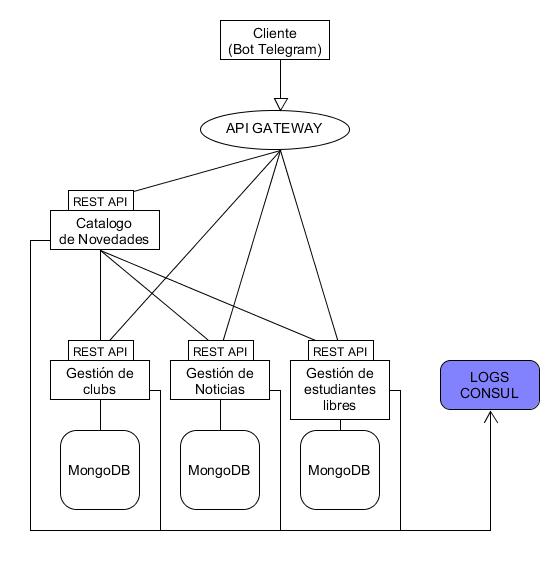 Cliente
(Bot Telegram)
API GATEWAY
REST API
Catalogo
de Novedades
REST API
Gestión de
clubs
REST API
Gestión de
Noticias
REST API
Gestión de
estudiantes
libres
LOGS
CONSUL
MongoDB
MongoDB
MongoDB